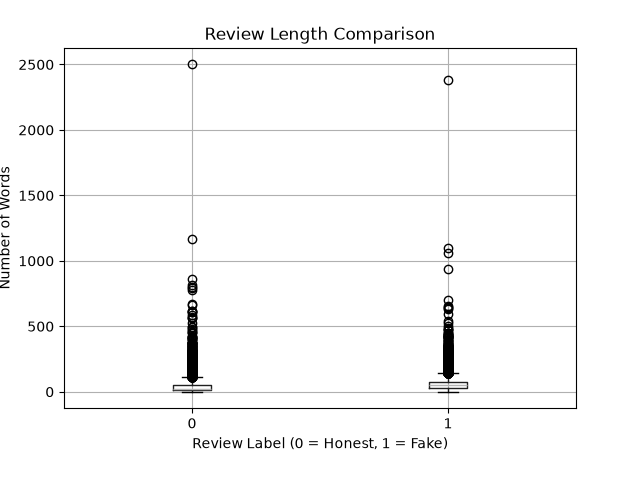 Review Length Comparison
2500
2000
1500
1000
500
0
Number of Words
0 1
Review Label (0 = Honest, 1 = Fake)